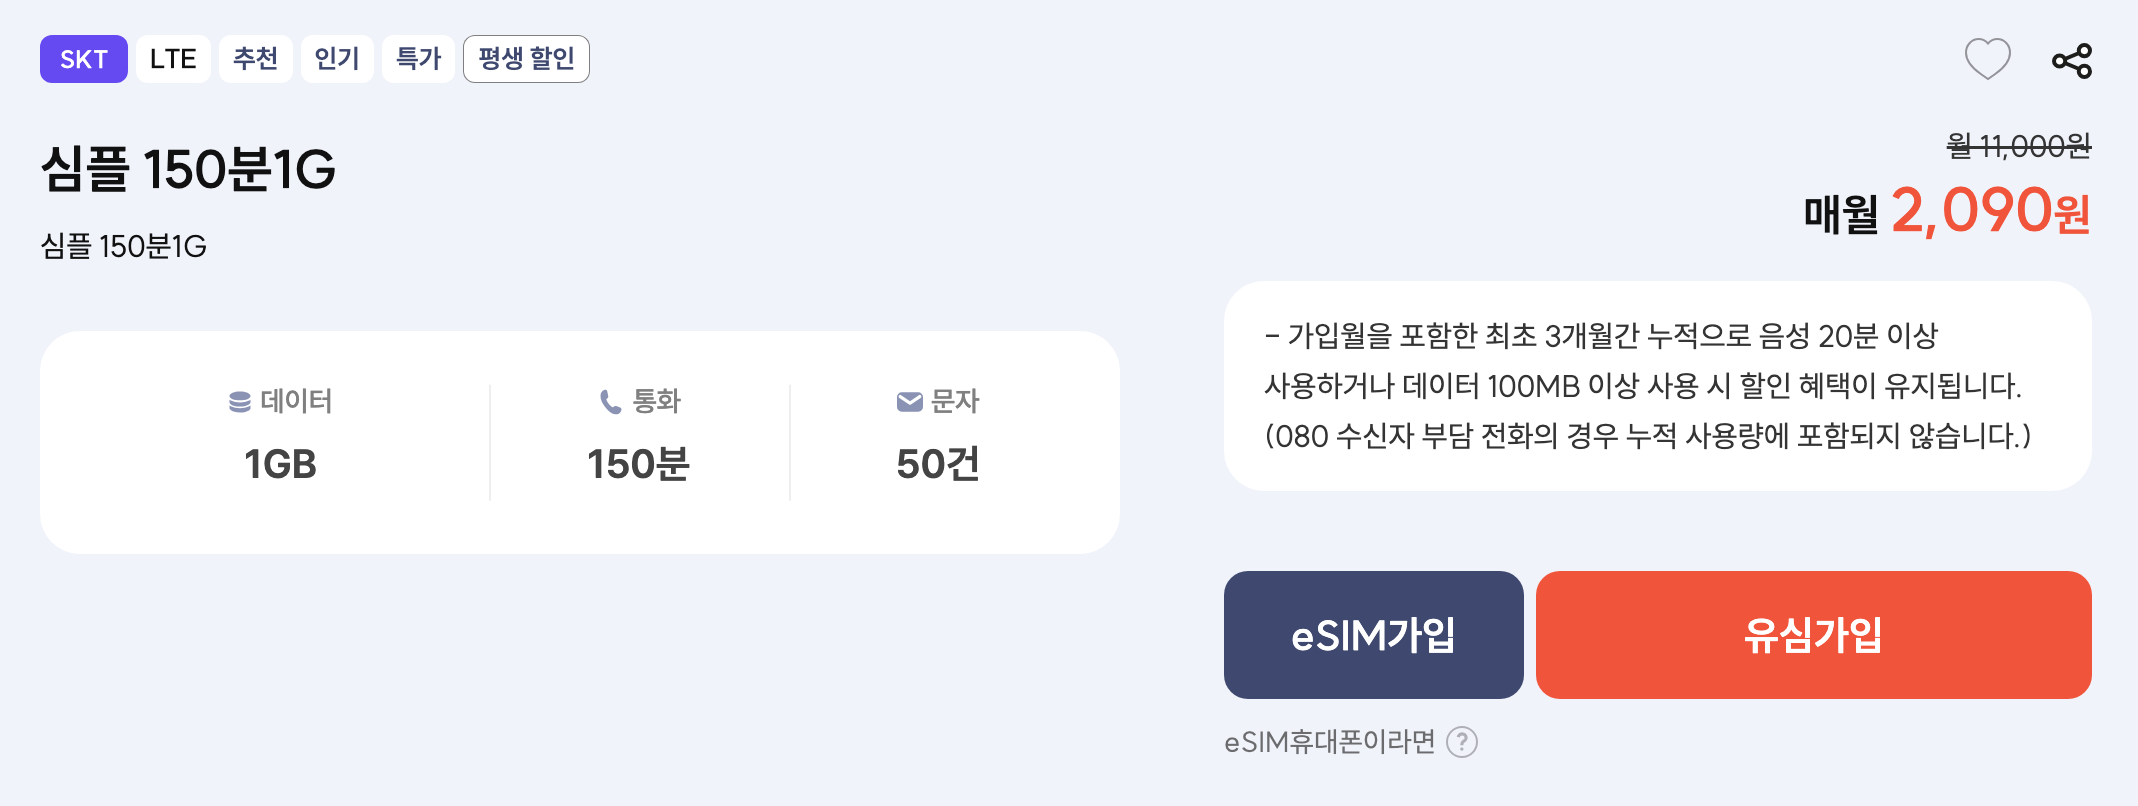 SKT LTE 추천 인기 특가 평생 할인
심플 150분1G
심플 150분1G
데이터
1GB
통화
150분
문자
50건
월 11,000원
매월 2,090원
- 가입월을 포함한 최초 3개월간 누적으로 음성 20분 이상
사용하거나 데이터 100MB 이상 사용 시 할인 혜택이 유지됩니다.
(080 수신자 부담 전화의 경우 누적 사용량에 포함되지 않습니다.)
eSIM가입
유심가입
eSIM휴대폰이라면 ?